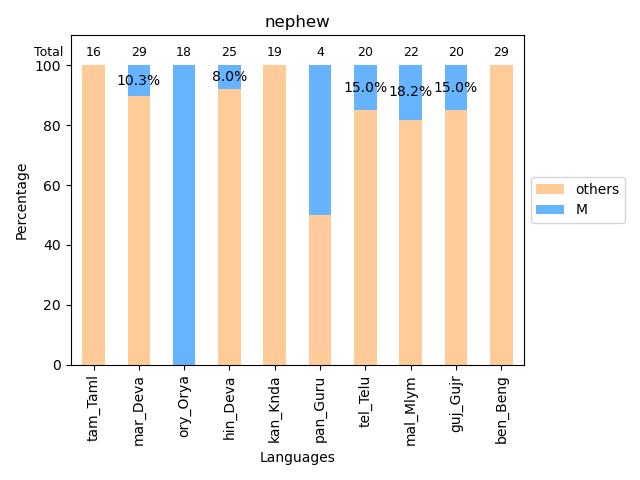 nephew
Total 16 29 18 25 19 4 20 22 20 29
100
80
60
40
20
0
10.3% 8.0% 15.0% 18.2% 15.0%
Percentage
others
M
tam_Taml mar_Deva ory_Orya hin_Deva kan_Knda pan_Guru tel_Telu mal_Mlym guj_Gujr ben_Beng
Languages